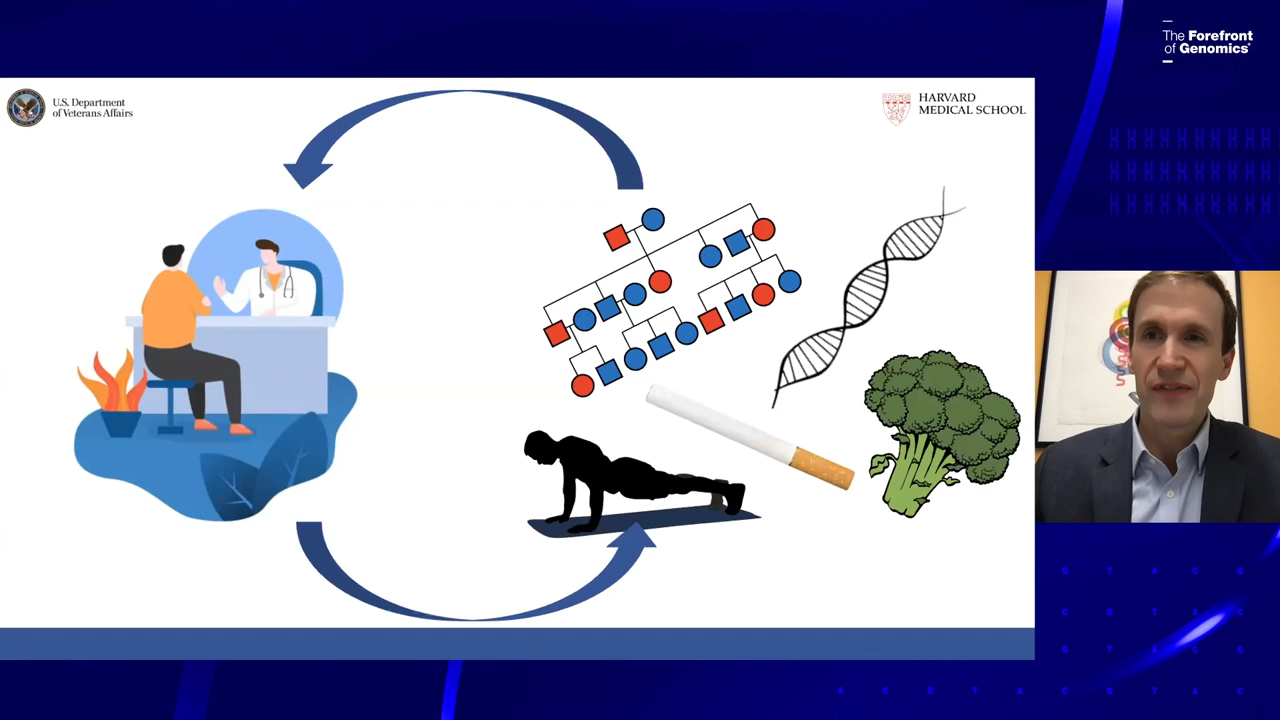 The Forefront
of Genomics®
U.S. Department
of Veterans Affairs
HARVARD
MEDICAL SCHOOL